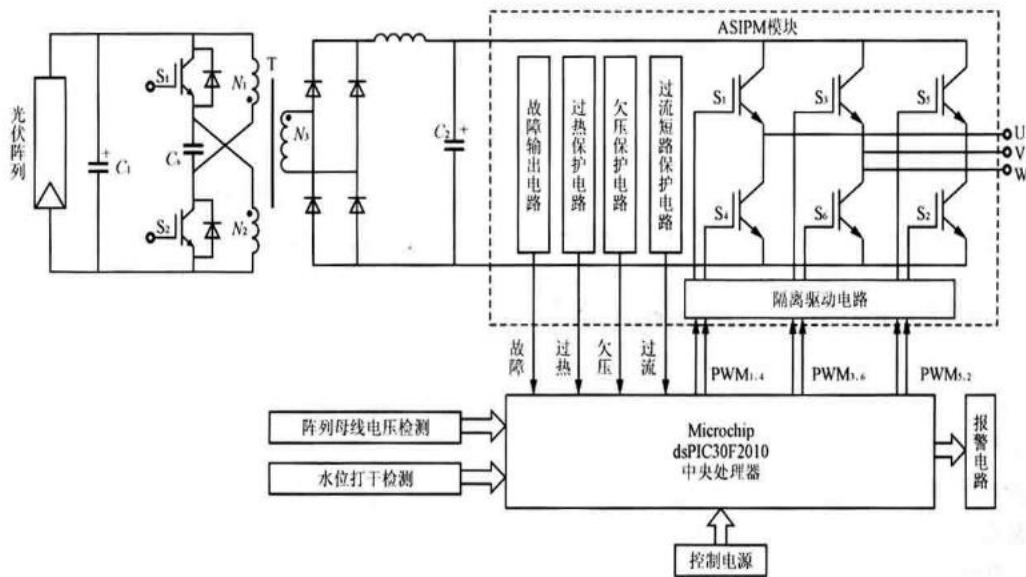 ASIPM模块
光伏阵列
+
C₁
S₁
Cₛ
S₂
N₁
N₂
T
N₃
C₂
+
故障输出电路
过热保护电路
欠压保护电路
过流短路保护电路
S₁
S₃
S₅
S₄
S₆
S₂
U
V
W
隔离驱动电路
故障
过热
欠压
过流
PWM₁,₄
PWM₃,₆
PWM₅,₂
阵列母线电压检测
水位打干检测
Microchip
dsPIC30F2010
中央处理器
报警电路
控制电源